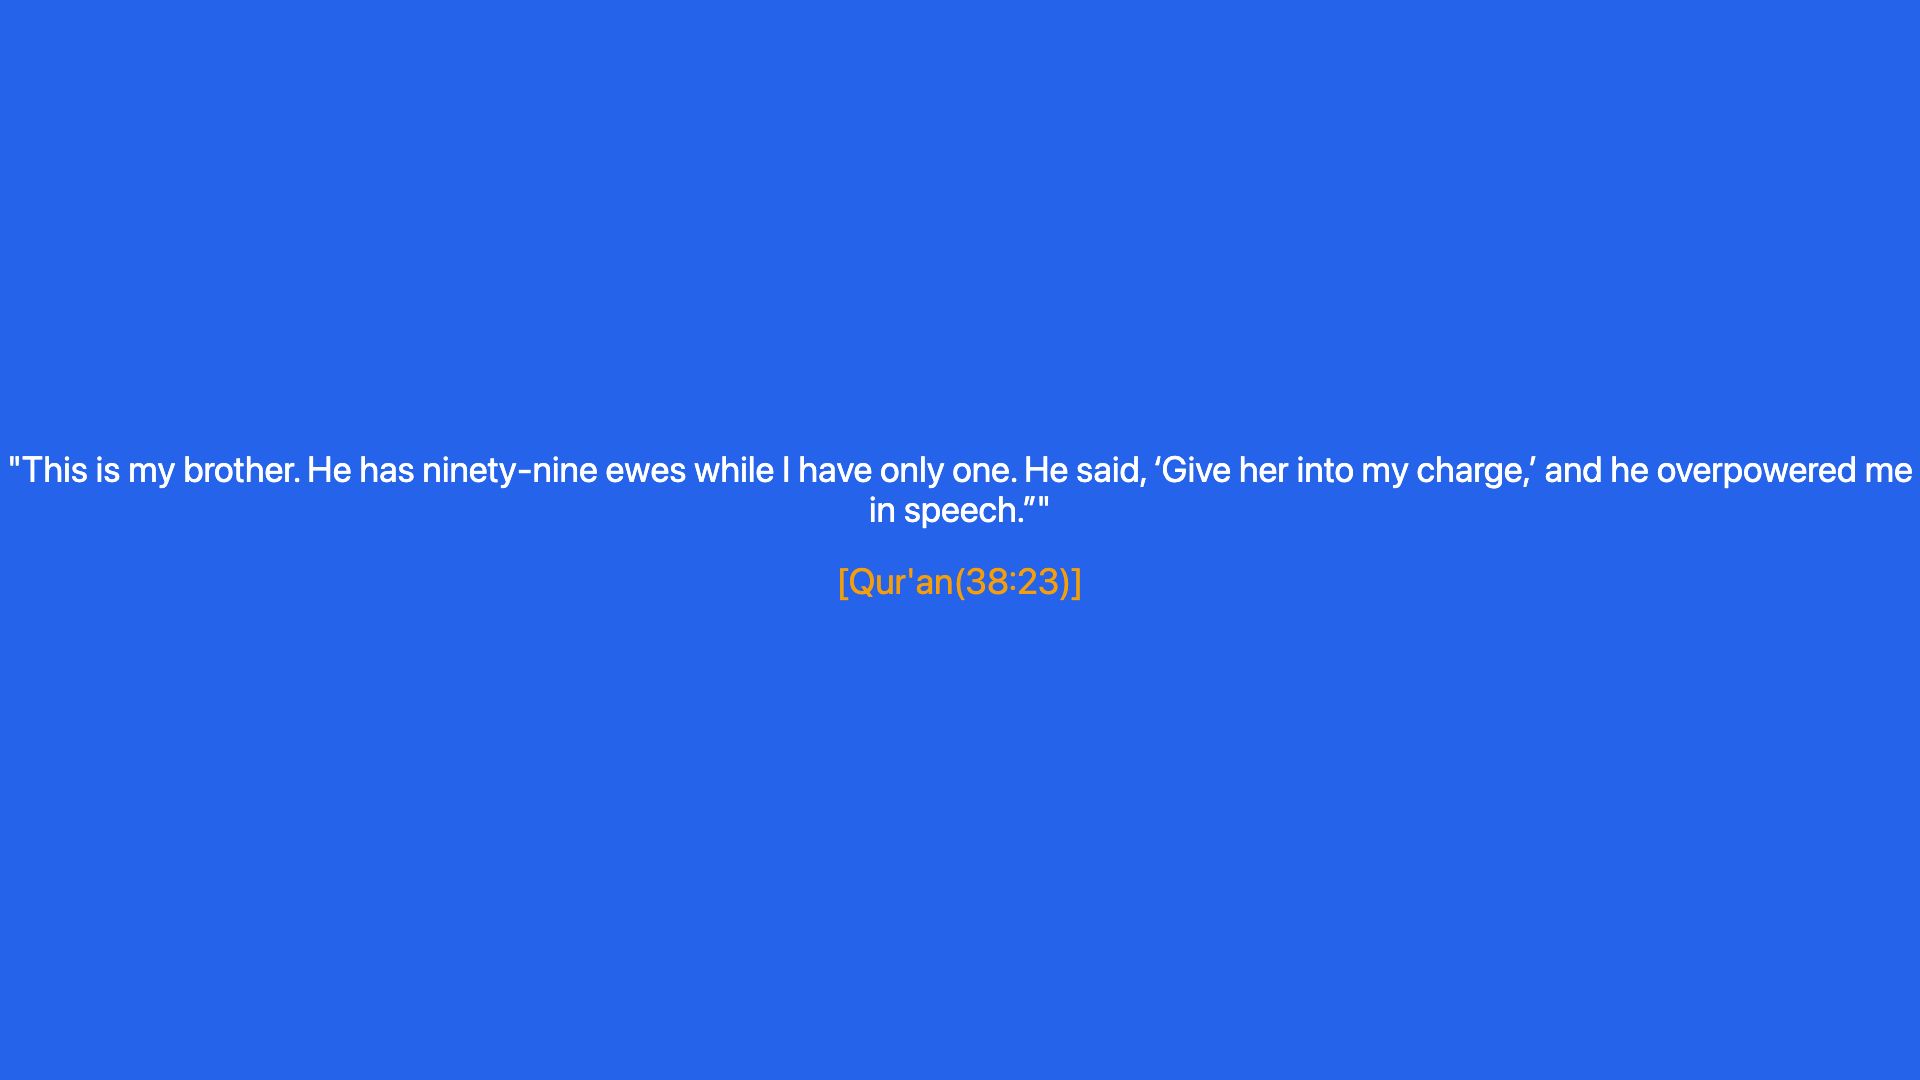 "This is my brother. He has ninety-nine ewes while I have only one. He said, ‘Give her into my charge,’ and he overpowered me
in speech.”"
[Qur'an(38:23)]